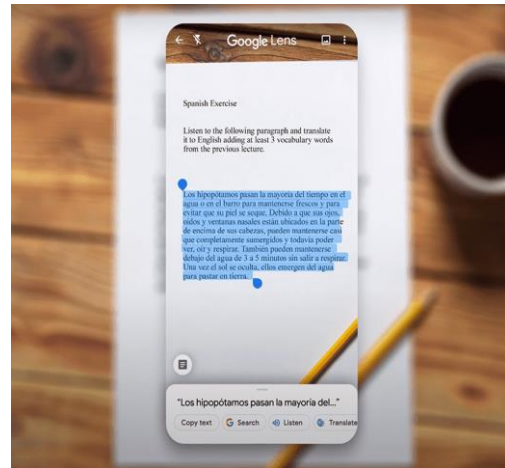 Google Lens
Spanish Exercise
Listen to the following paragraph and translate
it to English adding at least 3 vocabulary words
from the previous lecture.
Los hipopótamos pasan la mayoría del tiempo en el
agua o en el barro para mantenerse frescos y para
evitar que su piel se seque. Debido a que sus ojos,
oídos y ventanas nasales están ubicados en la parte
de encima de sus cabezas, pueden mantenerse casi
que completamente sumergidos y todavía poder
ver, oír y respirar. También pueden mantenerse
debajo del agua de 3 a 5 minutos sin salir a respirar.
Una vez el sol se oculta, ellos emergen del agua
para pastar en tierra.
"Los hipopótamos pasan la mayoría del..."
Copy text Search Listen Translate